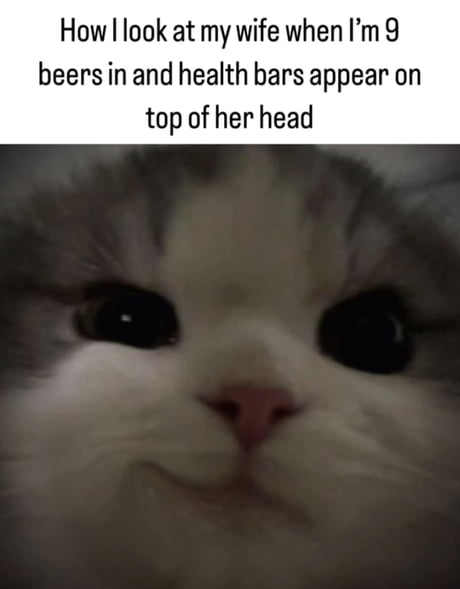 How I look at my wife when I'm 9
beers in and health bars appear on
top of her head